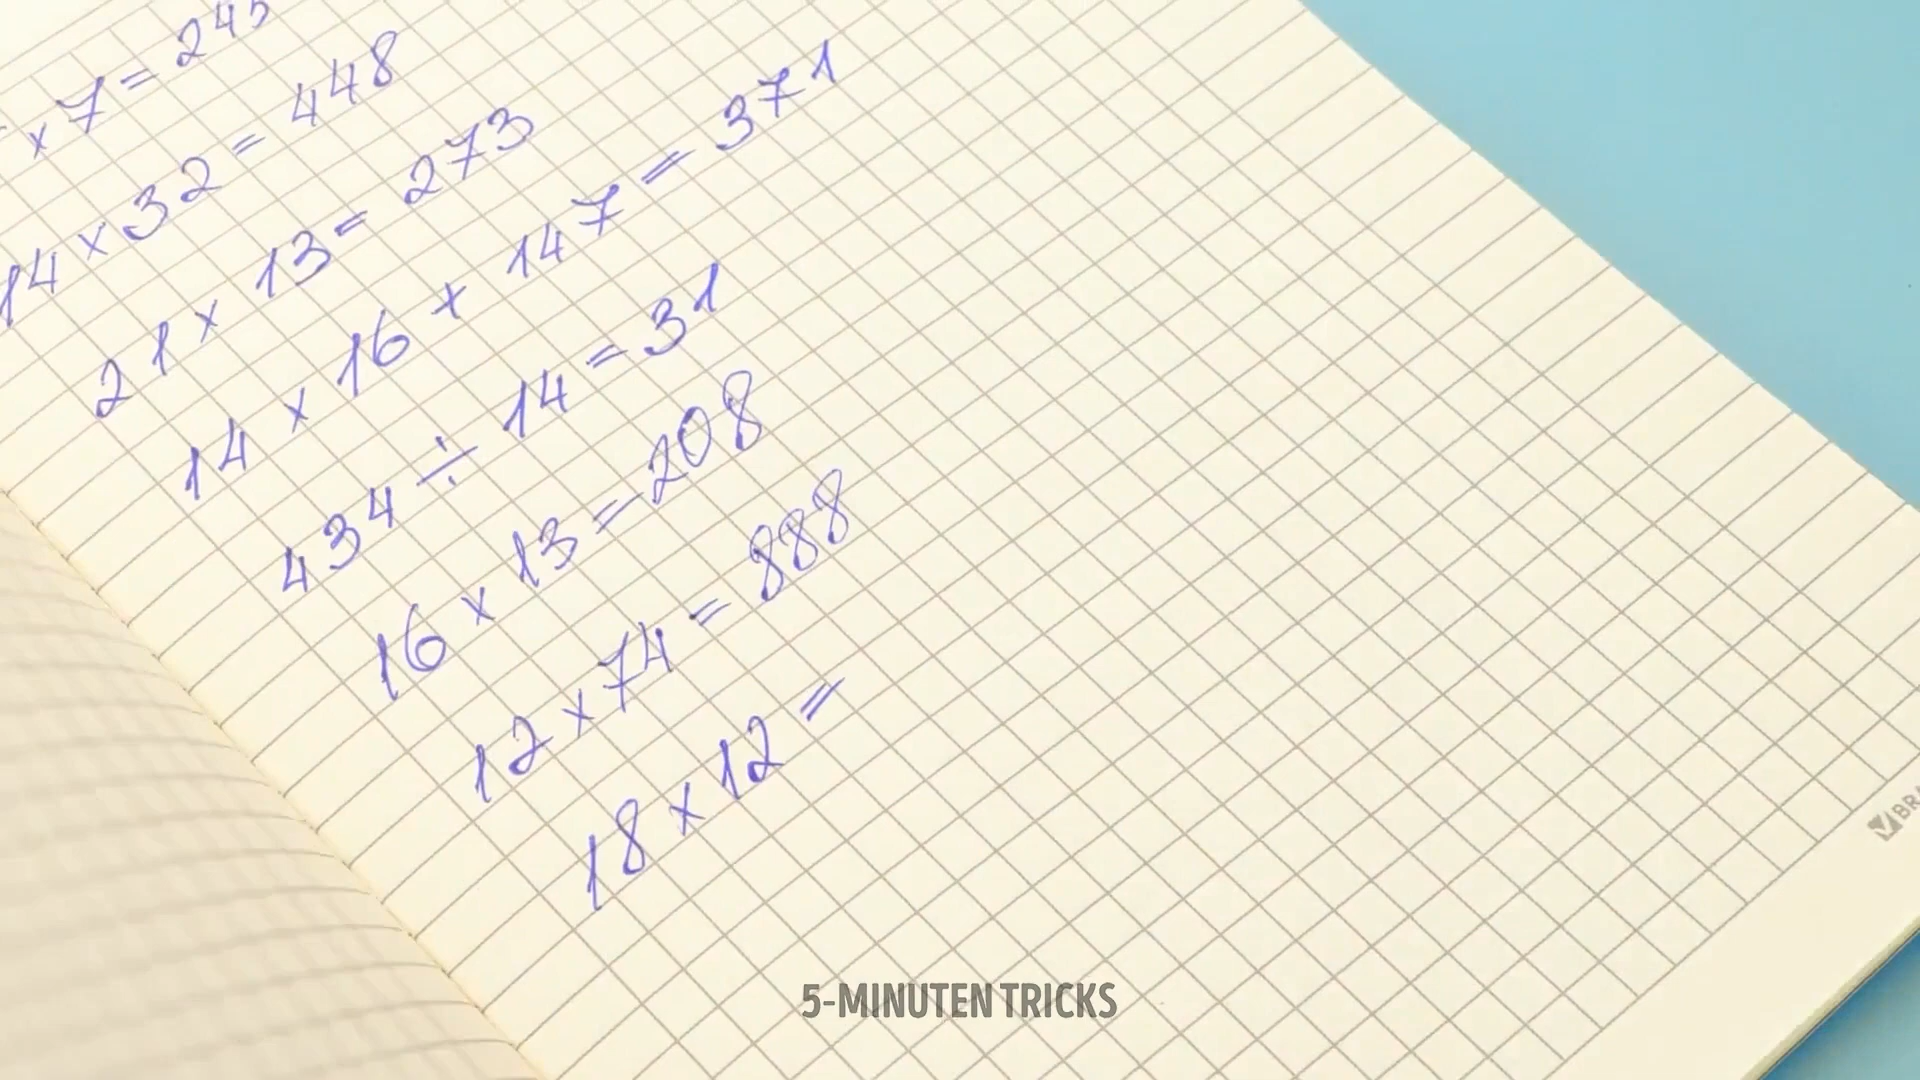 x 7 = 245
14 x 32 = 448
21 x 13 = 273
14 x 16 + 147 = 371
434 ÷ 14 = 31
16 x 13 = 208
12 x 74 = 888
18 x 12 =
BRA
5-MINUTEN TRICKS